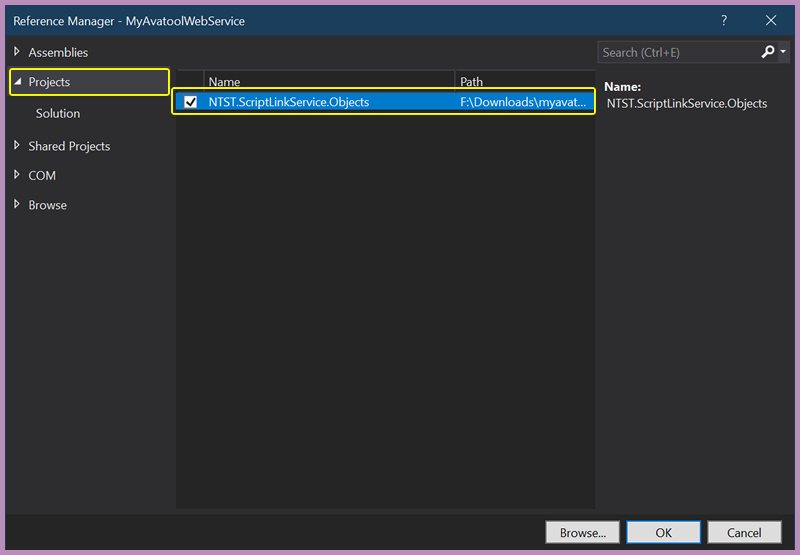 Reference Manager - MyAvatoolWebService
?
Assemblies
Search (Ctrl+E)
Projects
Solution
Shared Projects
COM
Browse
Name Path
NTST.ScriptLinkService.Objects F:\Downloads\myavat...
Name:
NTST.ScriptLinkService.Objects
Browse... OK Cancel